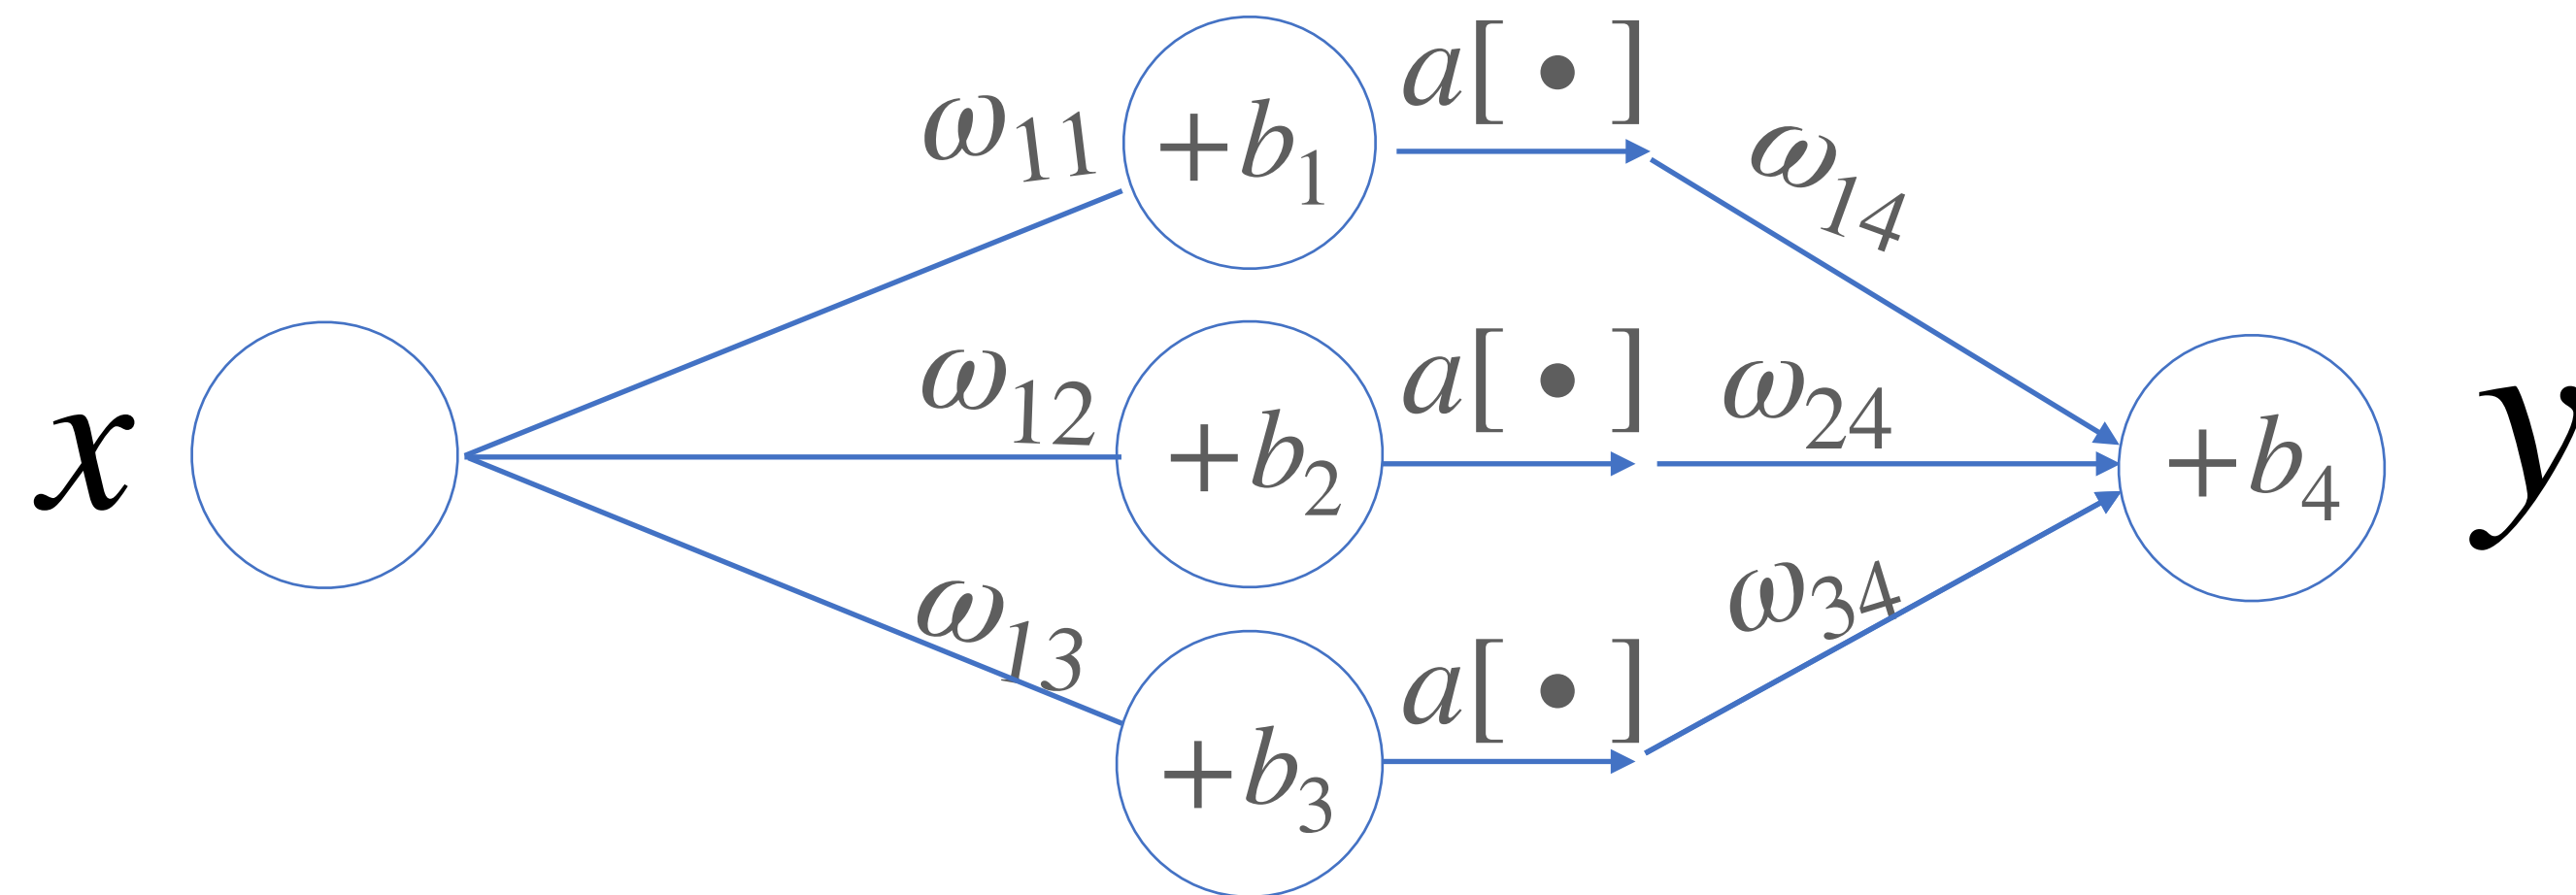 ω11 +b1 a[ • ] ω14
ω12 +b2 a[ • ] ω24
x +b4 y
ω13 +b3 a[ • ] ω34